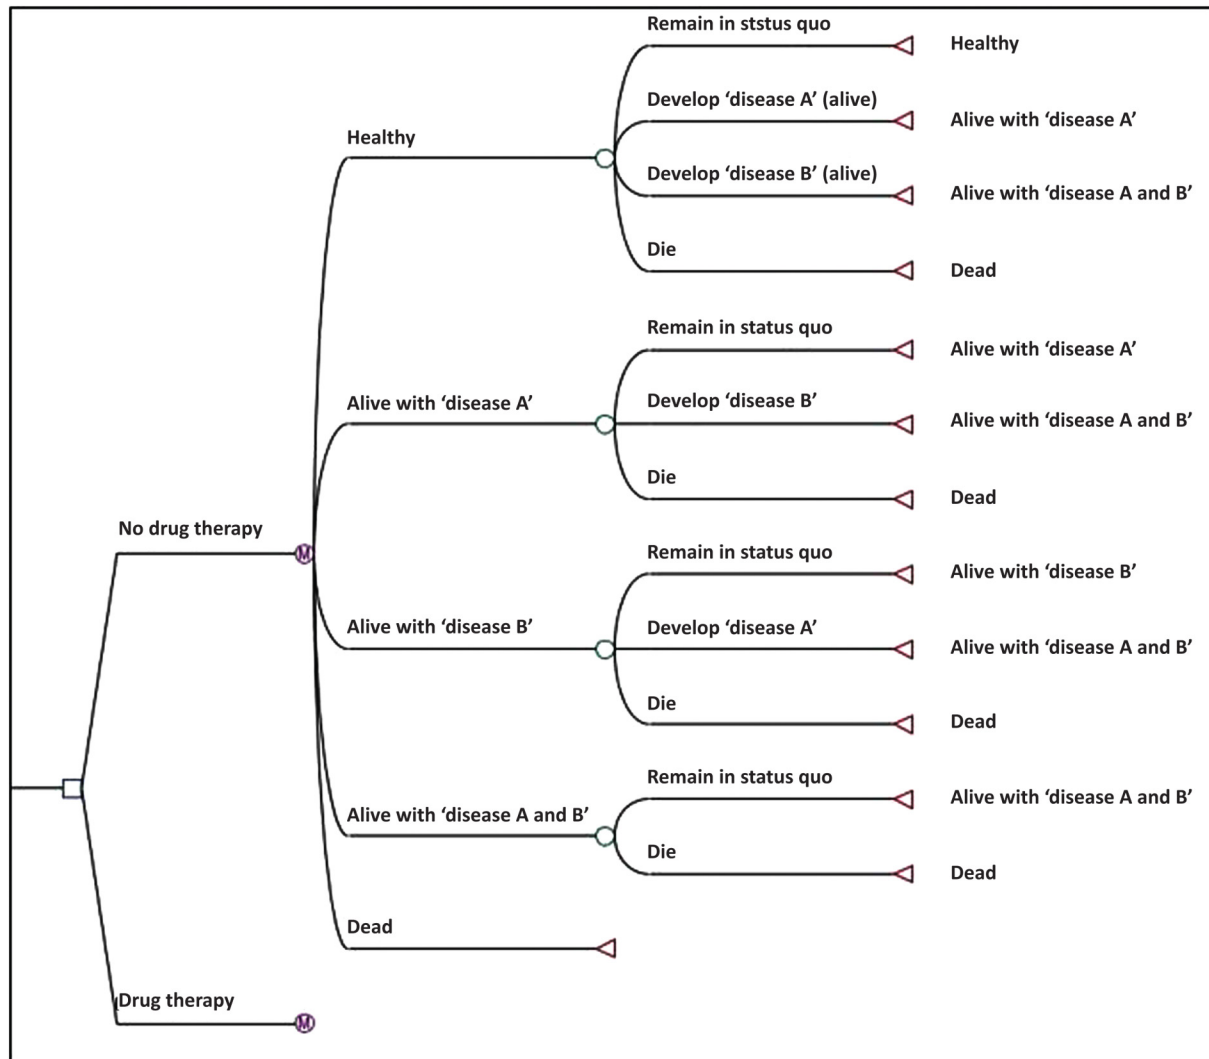 Remain in ststus quo
Healthy
Develop ‘disease A’ (alive)
Alive with ‘disease A’
Healthy
Develop ‘disease B’ (alive)
Alive with ‘disease A and B’
Die
Dead
Remain in status quo
Alive with ‘disease A’
Alive with ‘disease A’
Develop ‘disease B’
Alive with ‘disease A and B’
Die
Dead
No drug therapy
M
Remain in status quo
Alive with ‘disease B’
Alive with ‘disease B’
Develop ‘disease A’
Alive with ‘disease A and B’
Die
Dead
Remain in status quo
Alive with ‘disease A and B’
Alive with ‘disease A and B’
Die
Dead
Dead
Drug therapy
M